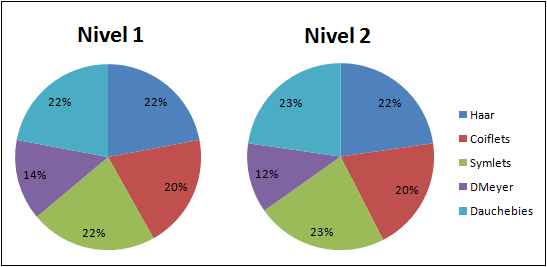 Nivel 1
22%
22%
20%
22%
14%
Nivel 2
23%
22%
20%
23%
12%
Haar
Coiflets
Symlets
DMeyer
Dauchebies